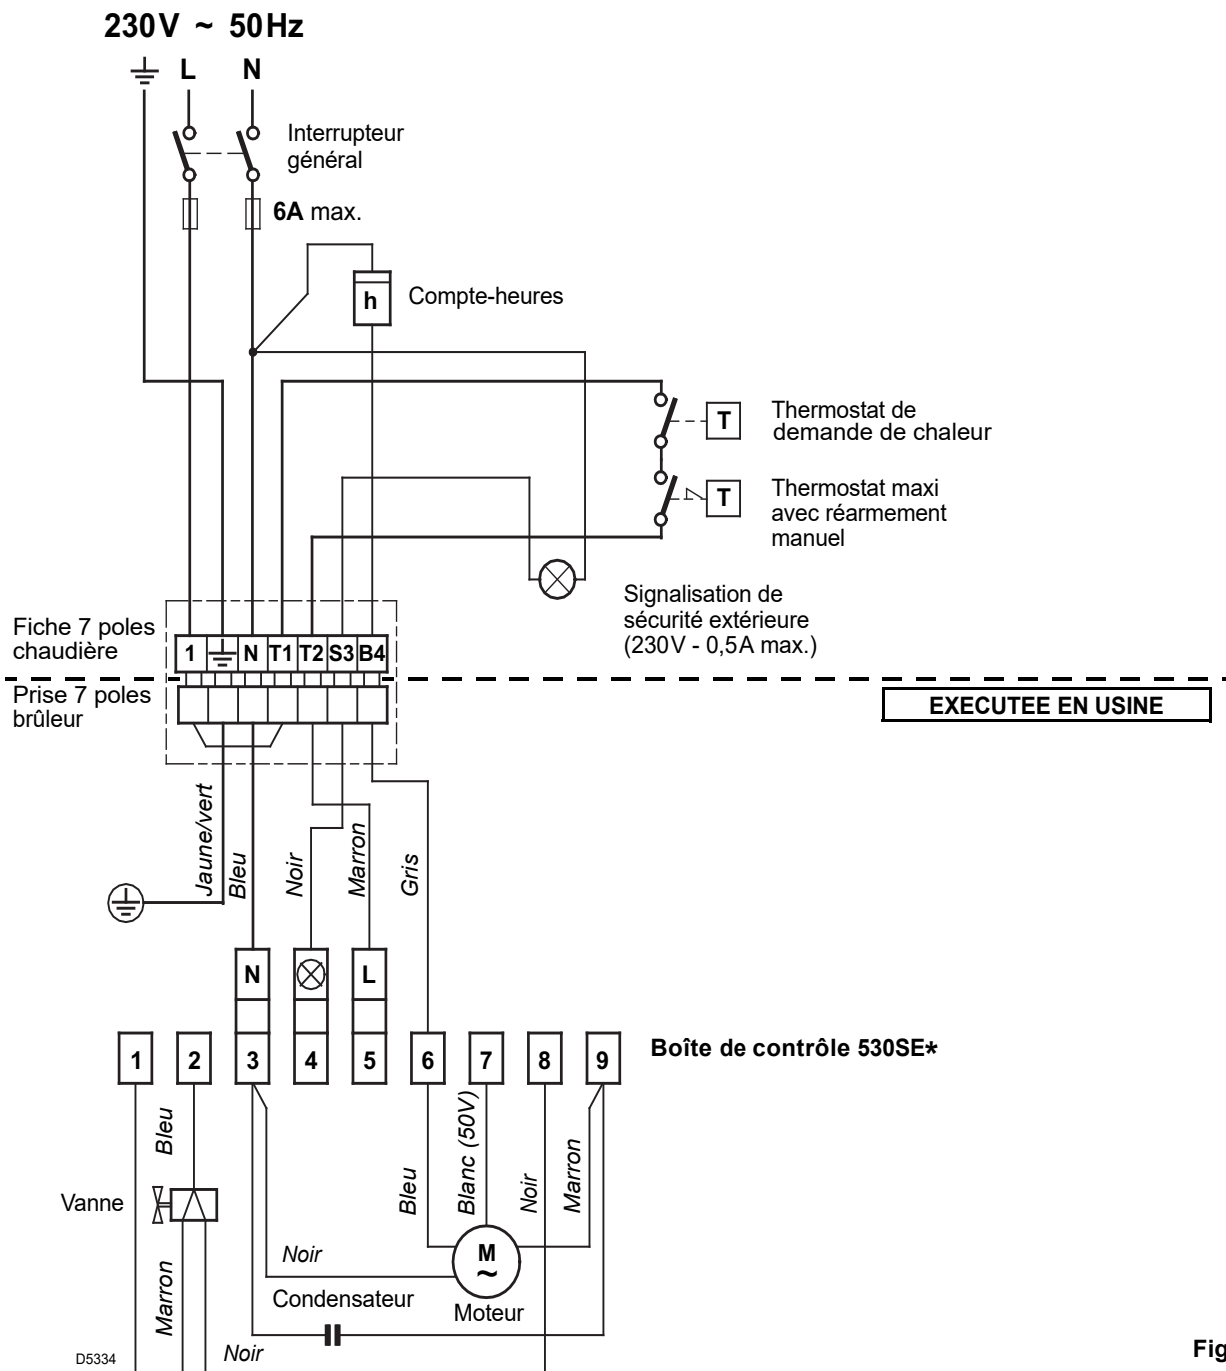 230V ~ 50Hz
L N
Interrupteur
général
6A max.
h
Compte-heures
T
Thermostat de
demande de chaleur
T
Thermostat maxi
avec réarmement
manuel
Signalisation de
sécurité extérieure
(230V - 0,5A max.)
Fiche 7 poles
chaudière
1 N T1 T2 S3 B4
Prise 7 poles
brûleur
EXECUTEE EN USINE
Jaune/vert
Bleu
Noir
Marron
Gris
N L
1 2 3 4 5 6 7 8 9
Boîte de contrôle 530SE*
Bleu
Bleu
Blanc (50V)
Noir
Marron
Vanne
Marron
Noir
M
~
Condensateur
Moteur
Noir
D5334
Fig